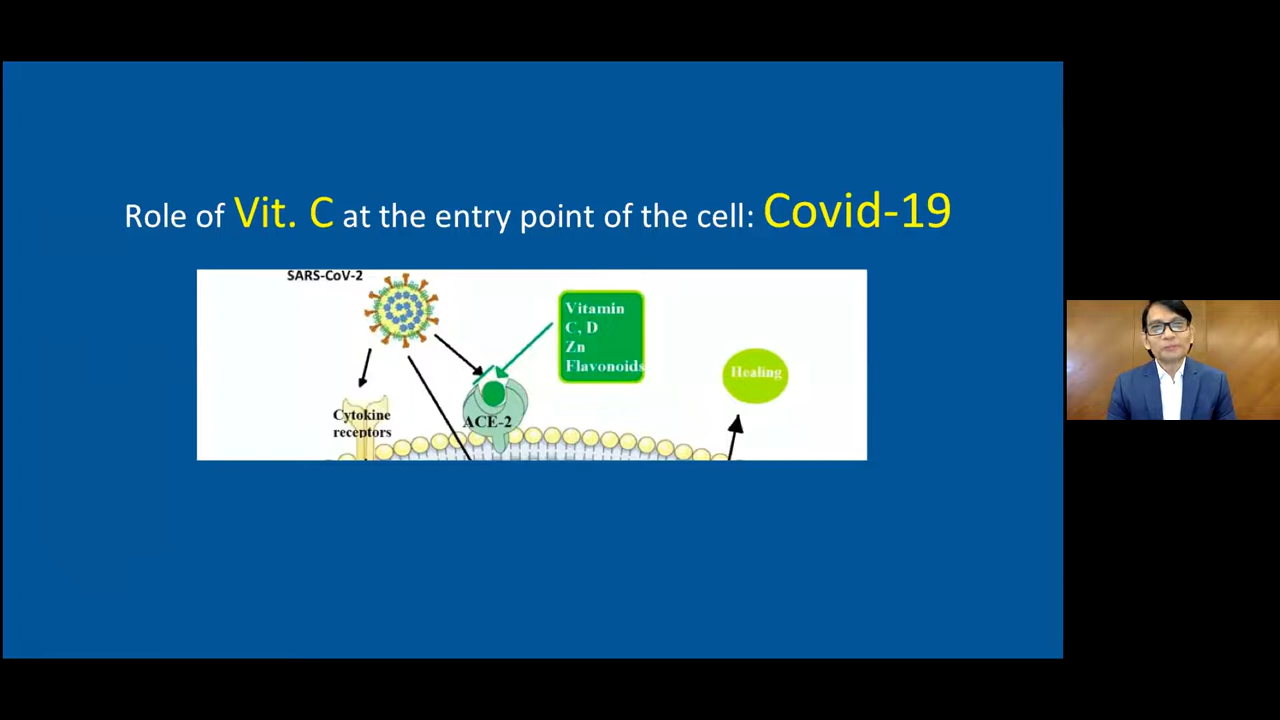 Role of Vit. C at the entry point of the cell: Covid-19
SARS-CoV-2
Vitamin
C, D
Zn
Flavonoids
Healing
Cytokine
receptors
ACE-2